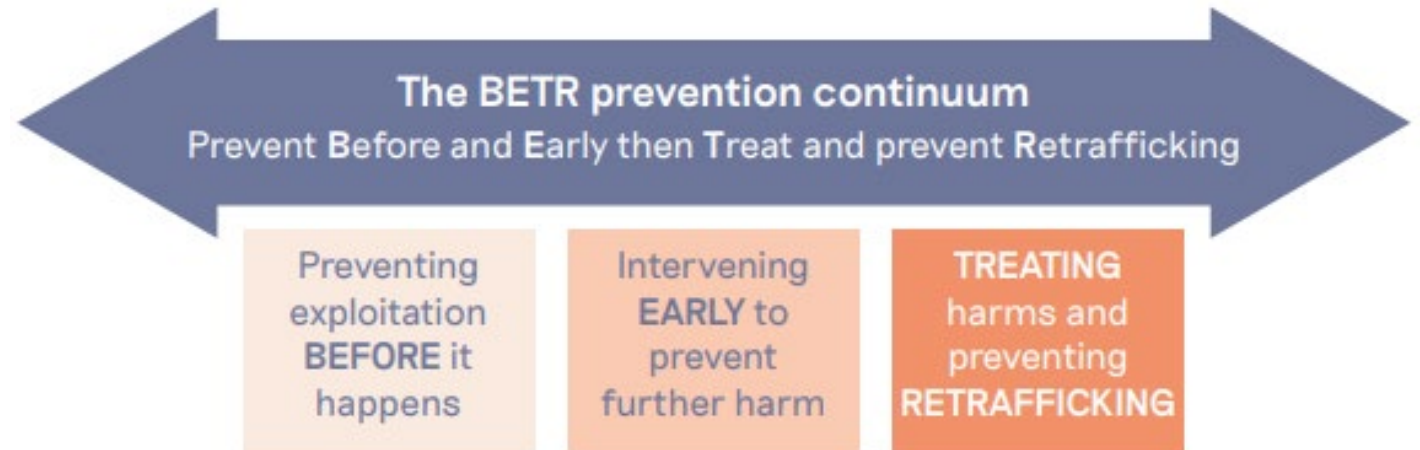 The BETR prevention continuum
Prevent Before and Early then Treat and prevent Retrafficking
Preventing
exploitation
BEFORE it
happens
Intervening
EARLY to
prevent
further harm
TREATING
harms and
preventing
RETRAFFICKING